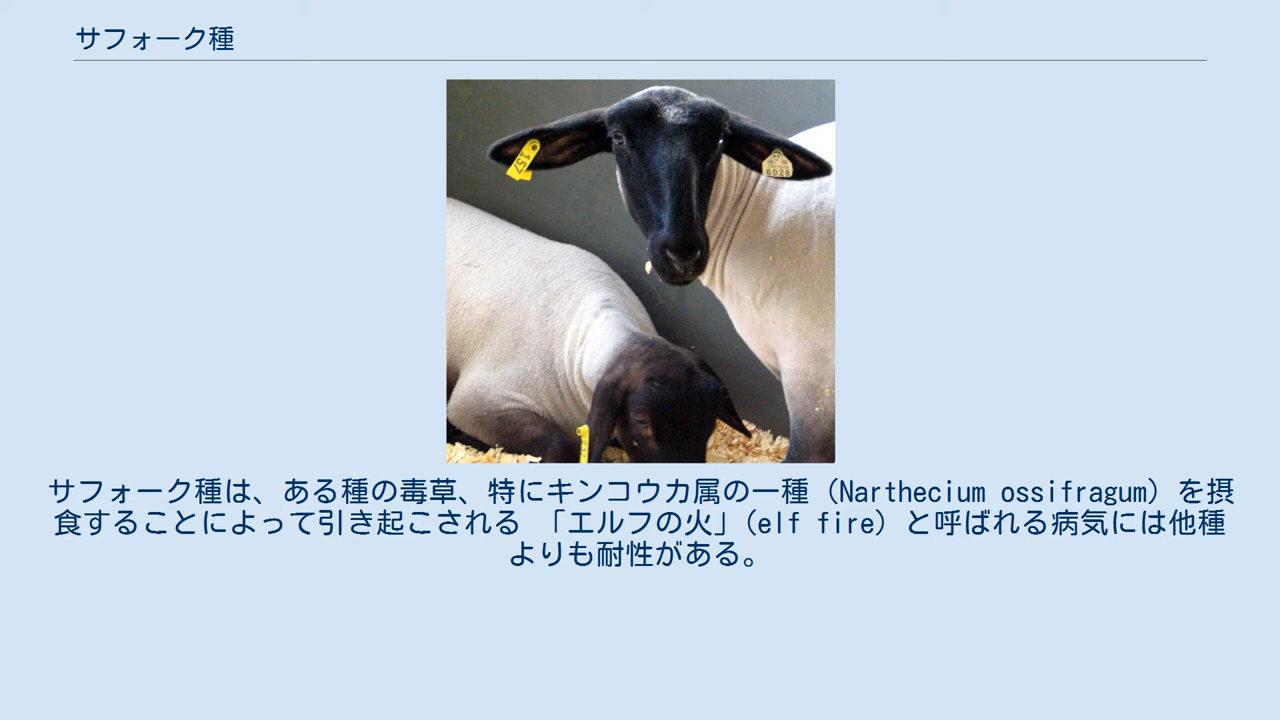 サフォーク種
157
6028
サフォーク種は、ある種の毒草、特にキンコウカ属の一種（Narthecium ossifragum）を摂
食することによって引き起こされる 「エルフの火」（elf fire）と呼ばれる病気には他種
よりも耐性がある。